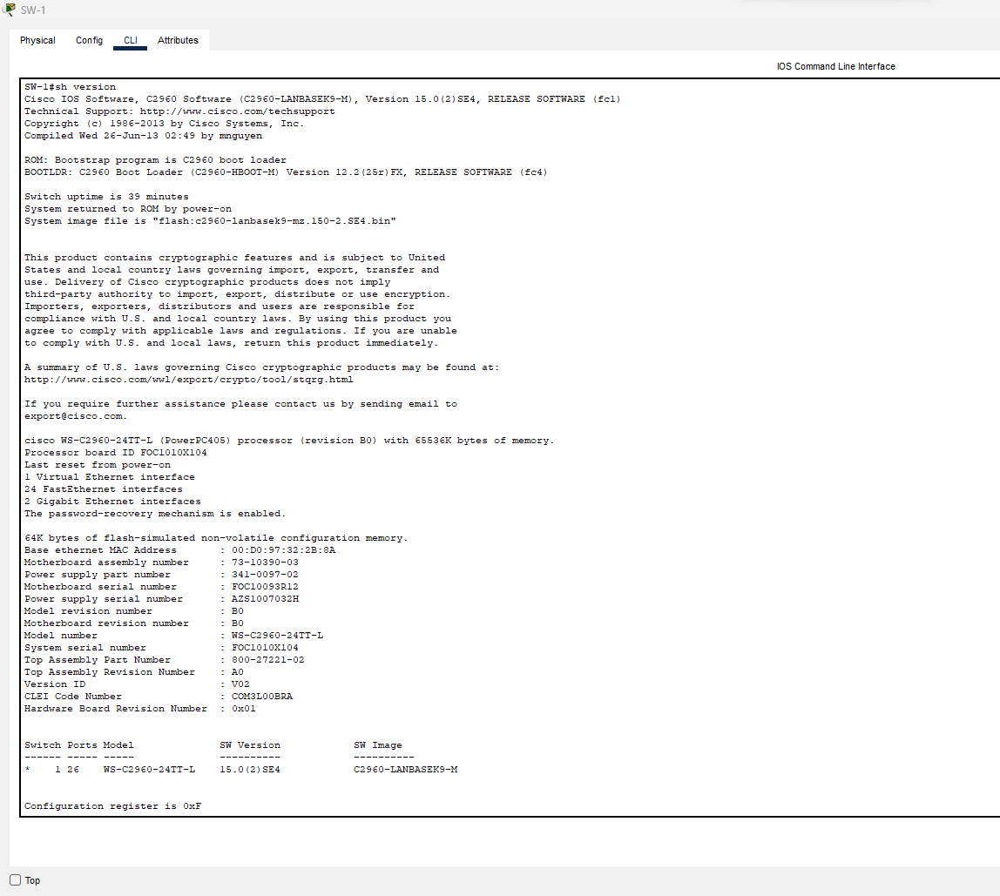 SW-1
Physical Config CLI Attributes
IOS Command Line Interface
SW-1#sh version
Cisco IOS Software, C2960 Software (C2960-LANBASEK9-M), Version 15.0(2)SE4, RELEASE SOFTWARE (fc1)
Technical Support: http://www.cisco.com/techsupport
Copyright (c) 1986-2013 by Cisco Systems, Inc.
Compiled Wed 26-Jun-13 02:49 by mnguyen
ROM: Bootstrap program is C2960 boot loader
BOOTLDR: C2960 Boot Loader (C2960-HBOOT-M) Version 12.2(25r)FX, RELEASE SOFTWARE (fc4)
Switch uptime is 39 minutes
System returned to ROM by power-on
System image file is "flash:c2960-lanbasek9-mz.150-2.SE4.bin"
This product contains cryptographic features and is subject to United
States and local country laws governing import, export, transfer and
use. Delivery of Cisco cryptographic products does not imply
third-party authority to import, export, distribute or use encryption.
Importers, exporters, distributors and users are responsible for
compliance with U.S. and local country laws. By using this product you
agree to comply with applicable laws and regulations. If you are unable
to comply with U.S. and local laws, return this product immediately.
A summary of U.S. laws governing Cisco cryptographic products may be found at:
http://www.cisco.com/wwl/export/crypto/tool/stqrg.html
If you require further assistance please contact us by sending email to
export@cisco.com.
cisco WS-C2960-24TT-L (PowerPC405) processor (revision B0) with 65536K bytes of memory.
Processor board ID FOC1010X104
Last reset from power-on
1 Virtual Ethernet interface
24 FastEthernet interfaces
2 Gigabit Ethernet interfaces
The password-recovery mechanism is enabled.
64K bytes of flash-simulated non-volatile configuration memory.
Base ethernet MAC Address : 00:D0:97:32:2B:8A
Motherboard assembly number : 73-10390-03
Power supply part number : 341-0097-02
Motherboard serial number : FOC10093R12
Power supply serial number : AZS1007032H
Model revision number : B0
Motherboard revision number : B0
Model number : WS-C2960-24TT-L
System serial number : FOC1010X104
Top Assembly Part Number : 800-27221-02
Top Assembly Revision Number : A0
Version ID : V02
CLEI Code Number : COM3L00BRA
Hardware Board Revision Number : 0x01
Switch Ports Model SW Version SW Image
------ ----- ----- ---------- ----------
* 1 26 WS-C2960-24TT-L 15.0(2)SE4 C2960-LANBASEK9-M
Configuration register is 0xF
Top